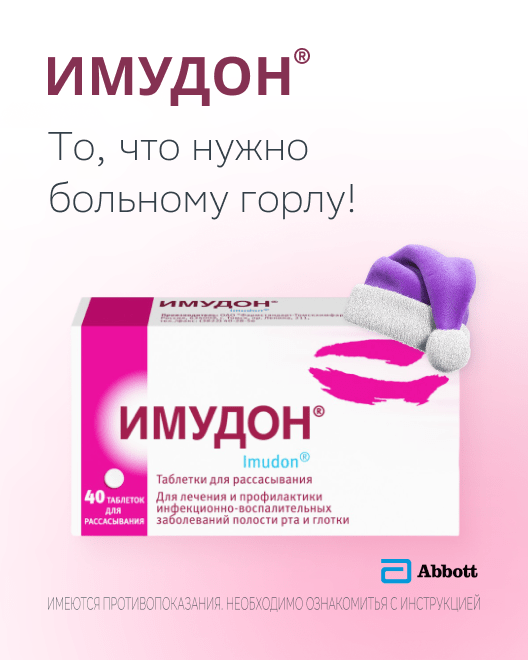 ИМУДОН®
То, что нужно
больному горлу!
ИМУДОН®
Imudon®
ИМУДОН®
Imudon®
Таблетки для рассасывания
40 ТАБЛЕТОК
ДЛЯ
РАССАСЫВАНИЯ
Для лечения и профилактики
инфекционно-воспалительных
заболеваний полости рта и глотки
Abbott
ИМЕЮТСЯ ПРОТИВОПОКАЗАНИЯ. НЕОБХОДИМО ОЗНАКОМИТЬСЯ С ИНСТРУКЦИЕЙ